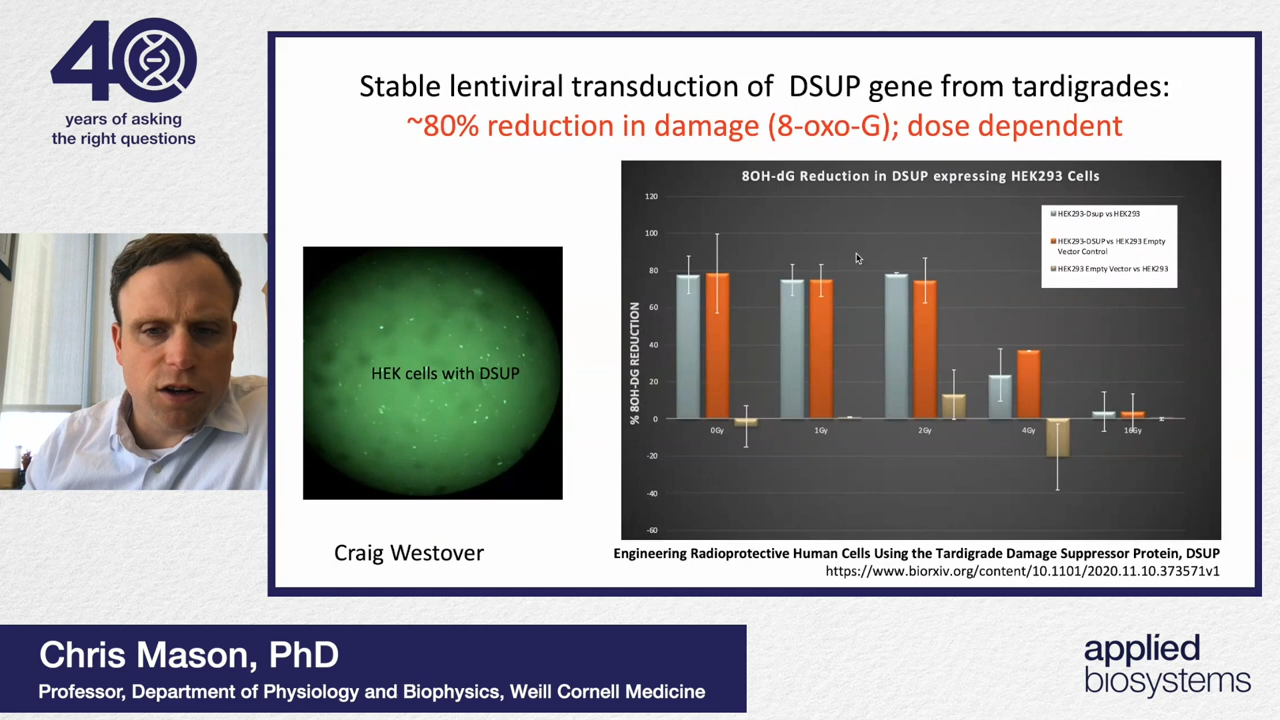 40
years of asking
the right questions
Stable lentiviral transduction of DSUP gene from tardigrades:
~80% reduction in damage (8-oxo-G); dose dependent
HEK cells with DSUP
Craig Westover
8OH-dG Reduction in DSUP expressing HEK293 Cells
% 8OH-DG REDUCTION
120
100
80
60
40
20
0
-20
-40
-60
0Gy
1Gy
2Gy
4Gy
16Gy
HEK293-Dsup vs HEK293
HEK293-DSUP vs HEK293 Empty
Vector Control
HEK293 Empty Vector vs HEK293
Engineering Radioprotective Human Cells Using the Tardigrade Damage Suppressor Protein, DSUP
https://www.biorxiv.org/content/10.1101/2020.11.10.373571v1
Chris Mason, PhD
Professor, Department of Physiology and Biophysics, Weill Cornell Medicine
applied
biosystems